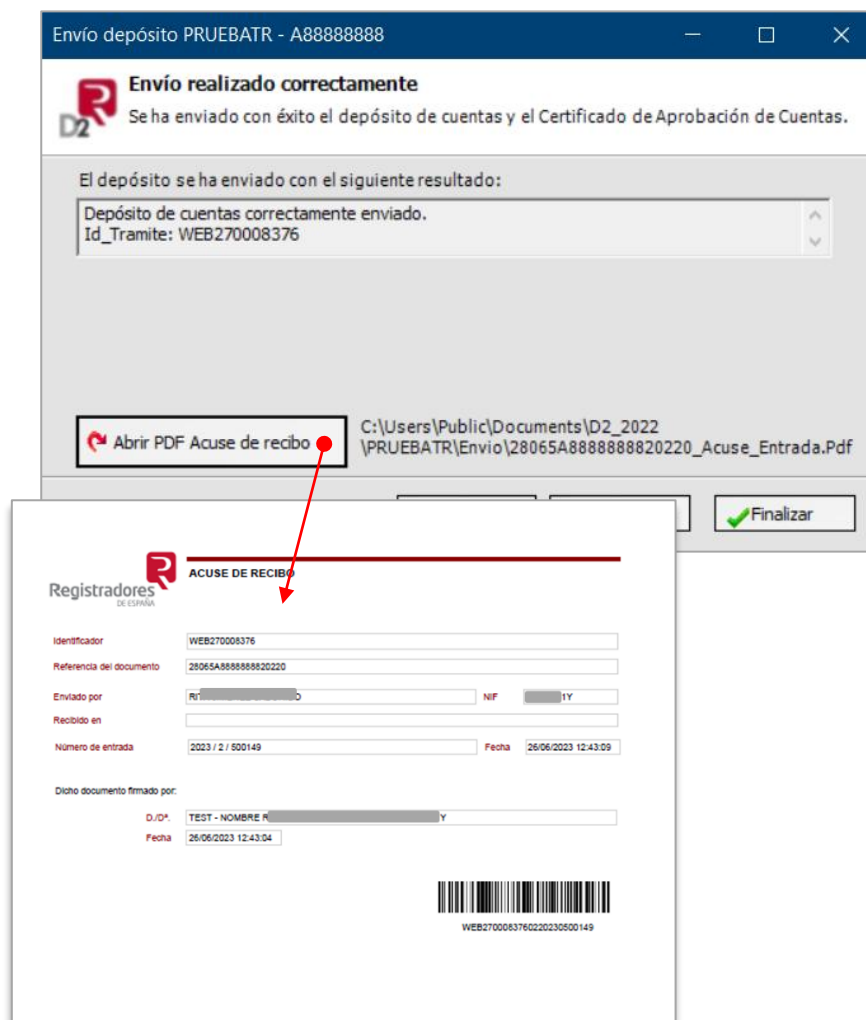 Envío depósito PRUEBATR - A88888888
Envío realizado correctamente
D2
Se ha enviado con éxito el depósito de cuentas y el Certificado de Aprobación de Cuentas.
El depósito se ha enviado con el siguiente resultado:
Depósito de cuentas correctamente enviado.
Id_Tramite: WEB270008376
Abrir PDF Acuse de recibo
C:\Users\Public\Documents\D2_2022
\PRUEBATR\Envio\28065A8888888820220_Acuse_Entrada.Pdf
Finalizar
Registradores
DE ESPAÑA
ACUSE DE RECIBO
Identificador WEB270008376
Referencia del documento 28065A8888888820220
Enviado por NIF 1Y
Recibido en
Número de entrada 2023 / 2 / 500149 Fecha 26/06/2023 12:43:09
Dicho documento firmado por:
D./Dª. TEST - NOMBRE R Y
Fecha 26/06/2023 12:43:04
WEB2700083760220230500149